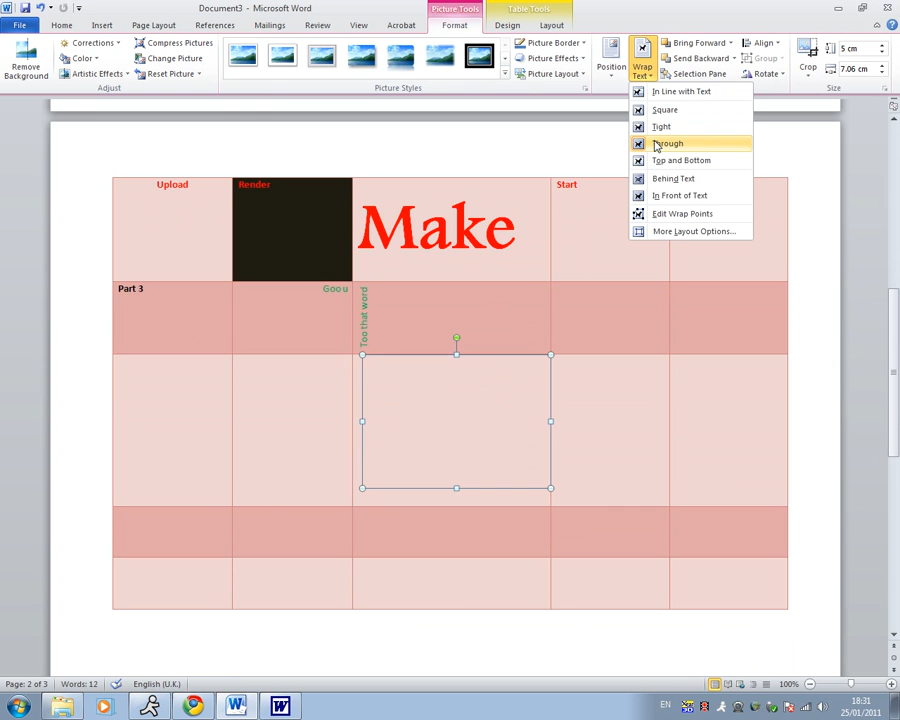 Document3 - Microsoft Word
Picture Tools
Table Tools
File
Home
Insert
Page Layout
References
Mailings
Review
View
Acrobat
Format
Design
Layout
Remove Background
Corrections
Color
Artistic Effects
Compress Pictures
Change Picture
Reset Picture
Adjust
Picture Styles
Picture Border
Picture Effects
Picture Layout
Position
Wrap Text
Bring Forward
Send Backward
Selection Pane
Align
Group
Rotate
Crop
5 cm
7.06 cm
In Line with Text
Square
Tight
Through
Top and Bottom
Behind Text
In Front of Text
Edit Wrap Points
More Layout Options...
Upload
Render
Make
Start
Part 3
Goo u
Too that word
Page: 2 of 3
Words: 12
English (U.K.)
100%
EN
18:31
25/01/2011